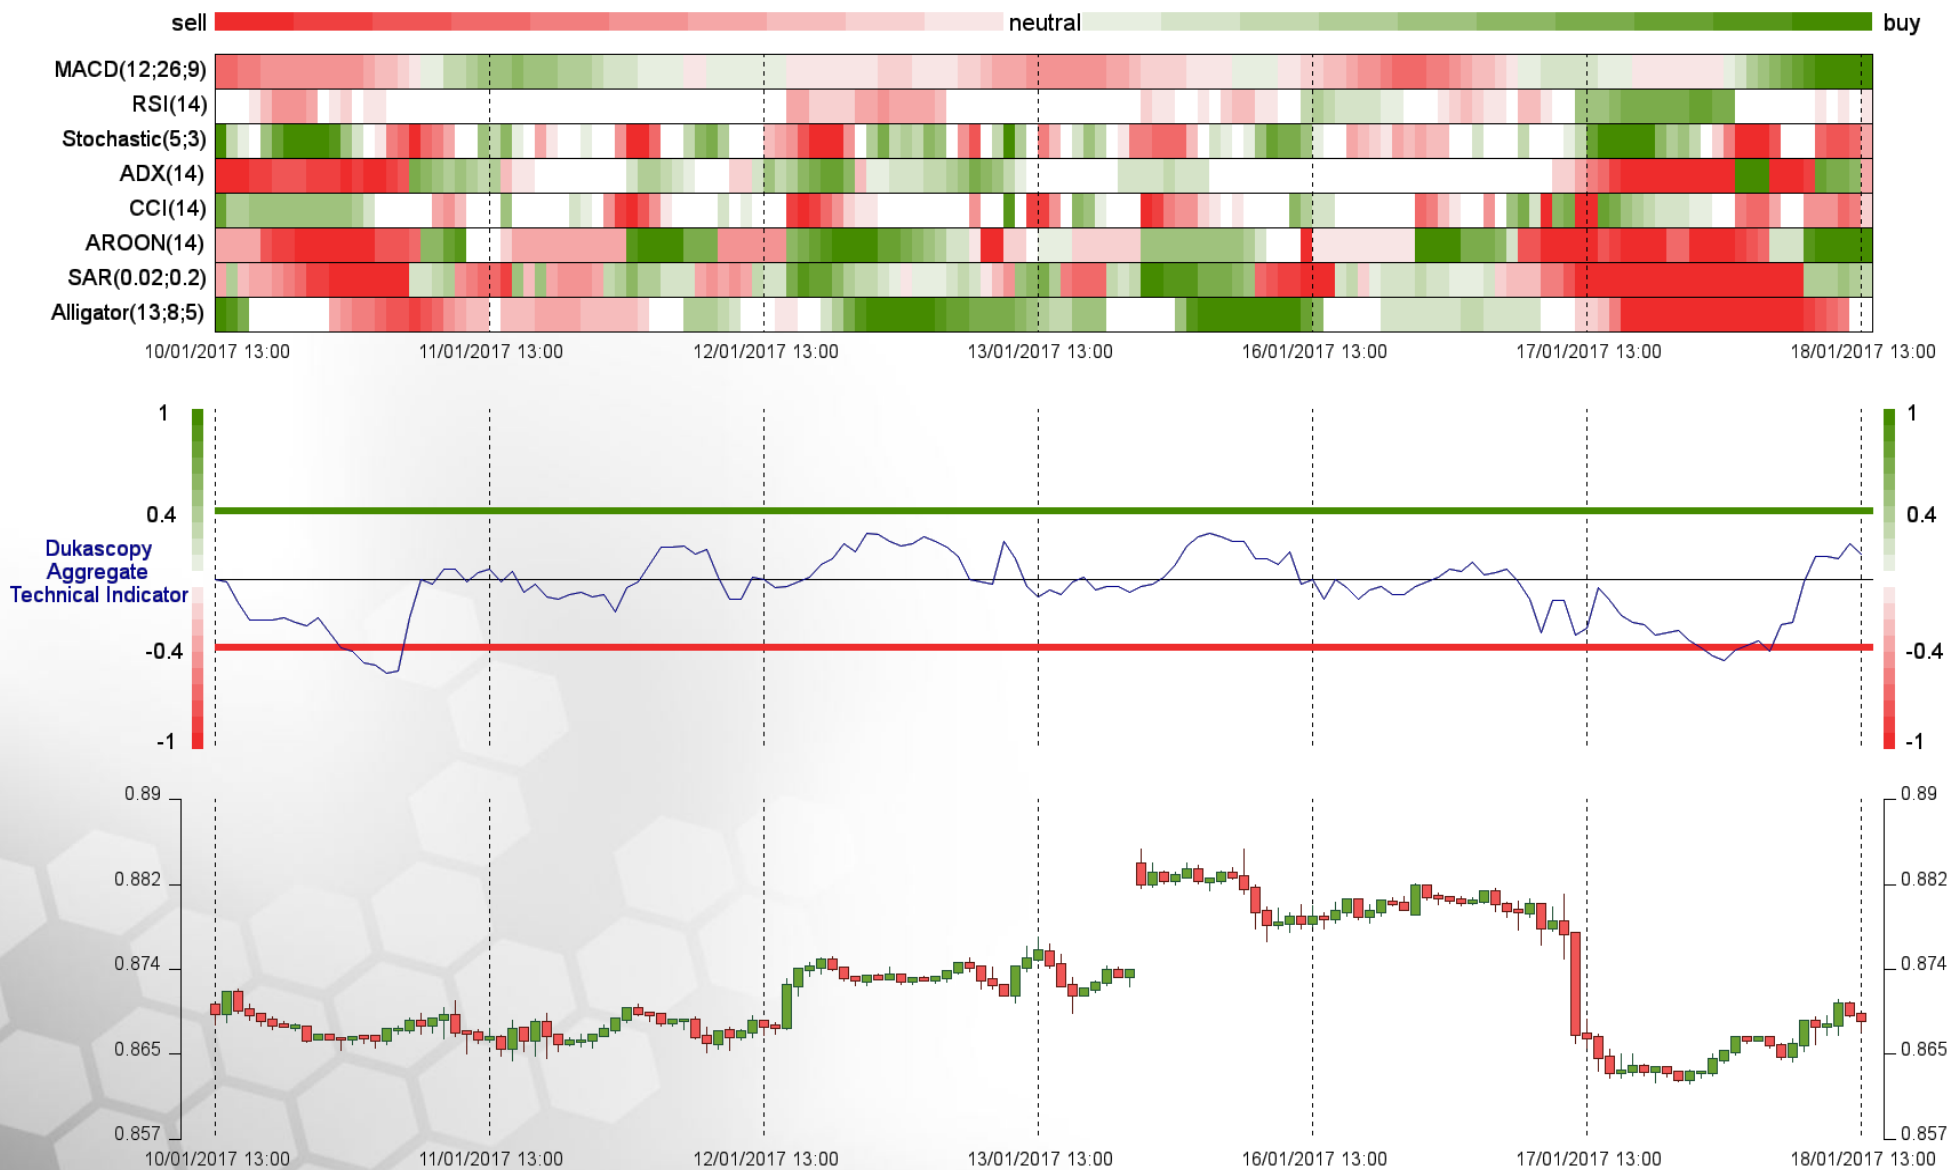 sell neutral buy
MACD(12;26;9)
RSI(14)
Stochastic(5;3)
ADX(14)
CCI(14)
AROON(14)
SAR(0.02;0.2)
Alligator(13;8;5)
10/01/2017 13:00 11/01/2017 13:00 12/01/2017 13:00 13/01/2017 13:00 16/01/2017 13:00 17/01/2017 13:00 18/01/2017 13:00
1 1
0.4 0.4
Dukascopy
Aggregate
Technical Indicator
-0.4 -0.4
-1 -1
0.89 0.89
0.882 0.882
0.874 0.874
0.865 0.865
0.857 0.857
10/01/2017 13:00 11/01/2017 13:00 12/01/2017 13:00 13/01/2017 13:00 16/01/2017 13:00 17/01/2017 13:00 18/01/2017 13:00